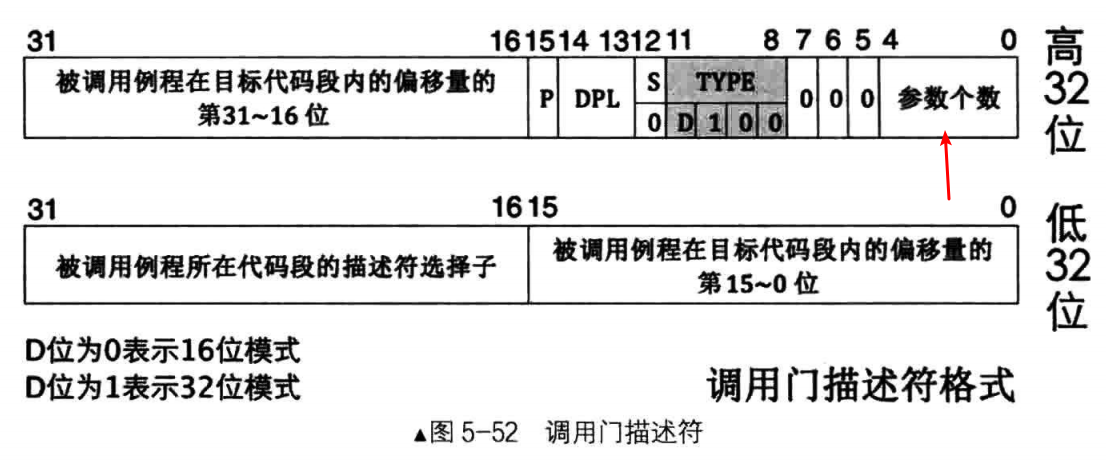 31 16 15 14 13 12 11 8 7 6 5 4 0
被调用例程在目标代码段内的偏移量的
第31~16 位
P DPL S TYPE 0 0 0 参数个数
0 D 1 0 0
高32位
31 16 15 0
被调用例程所在代码段的描述符选择子
被调用例程在目标代码段内的偏移量的
第15~0 位
低32位
D位为0表示16位模式
D位为1表示32位模式
调用门描述符格式
▲图 5-52 调用门描述符